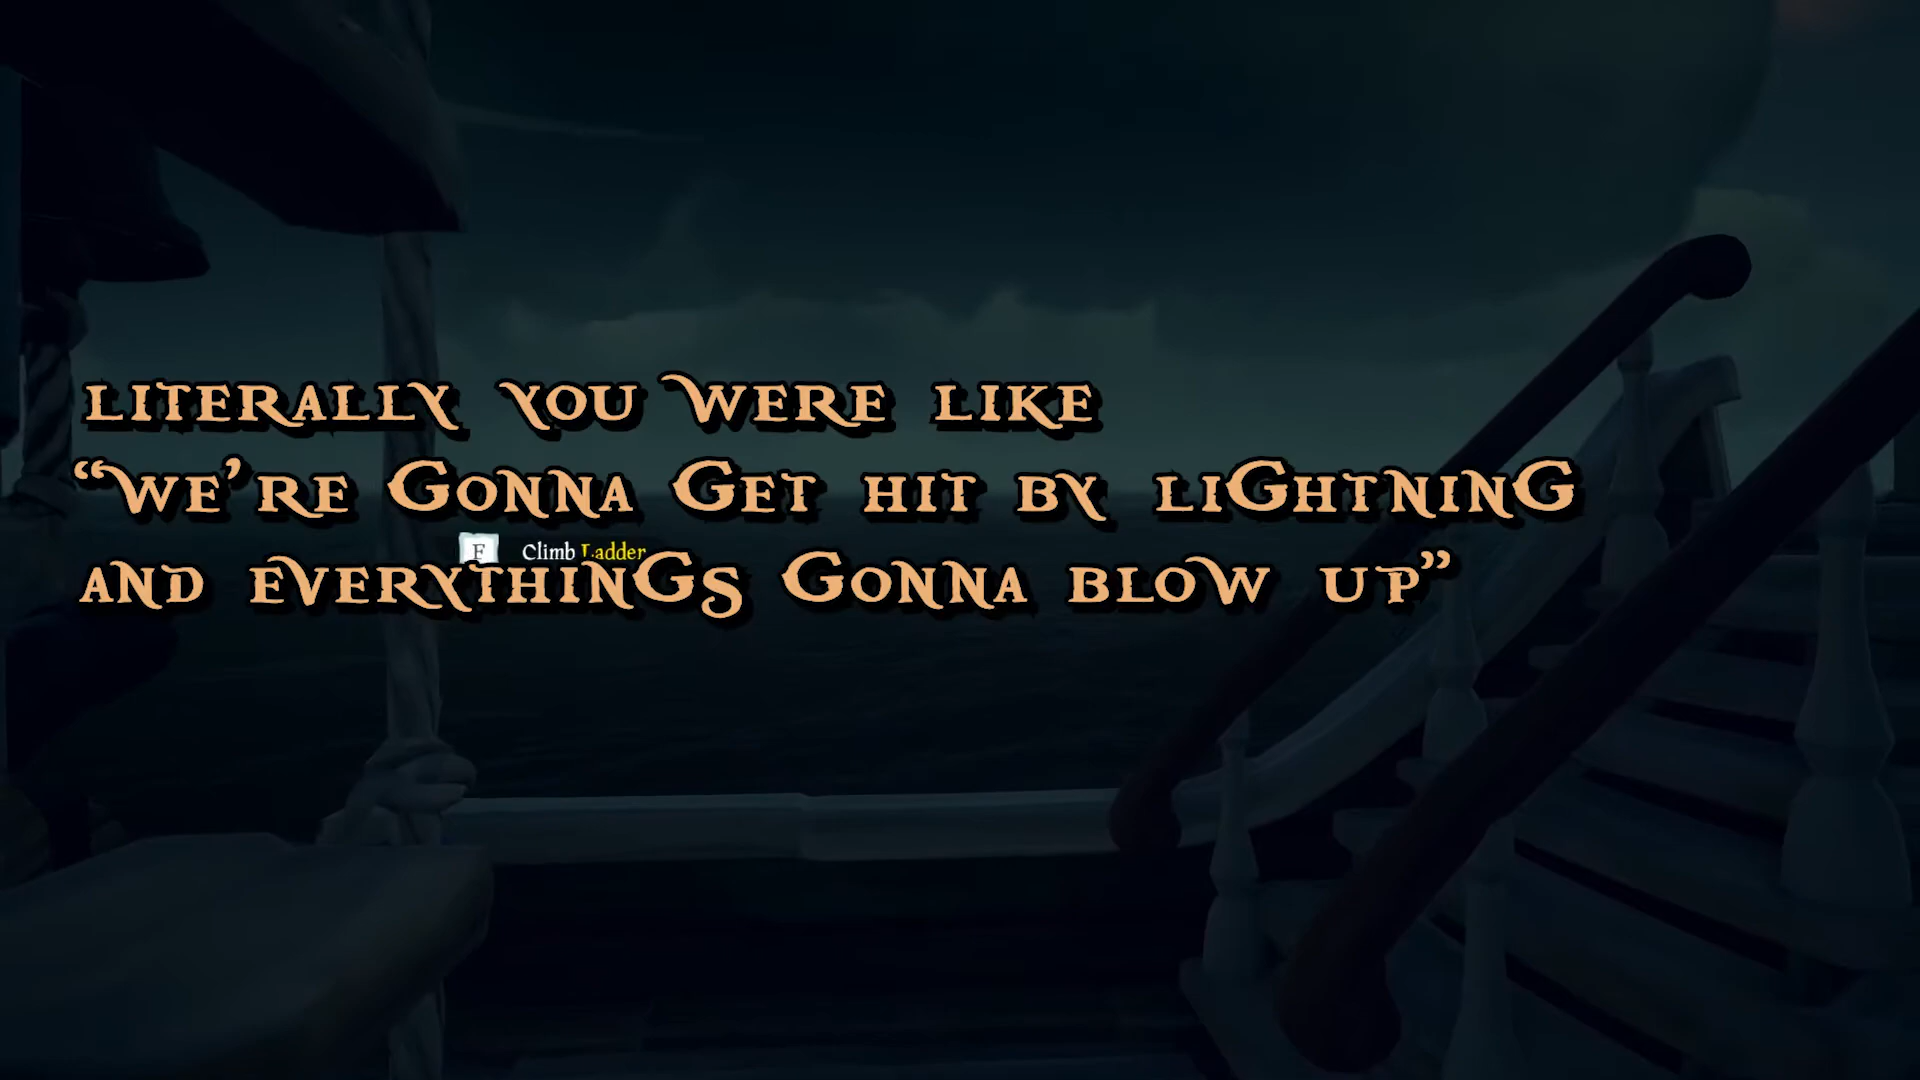 LITERALLY YOU WERE LIKE
“WE’RE GONNA GET HIT BY LIGHTNING
F Climb Ladder
AND EVERYTHINGS GONNA BLOW UP”